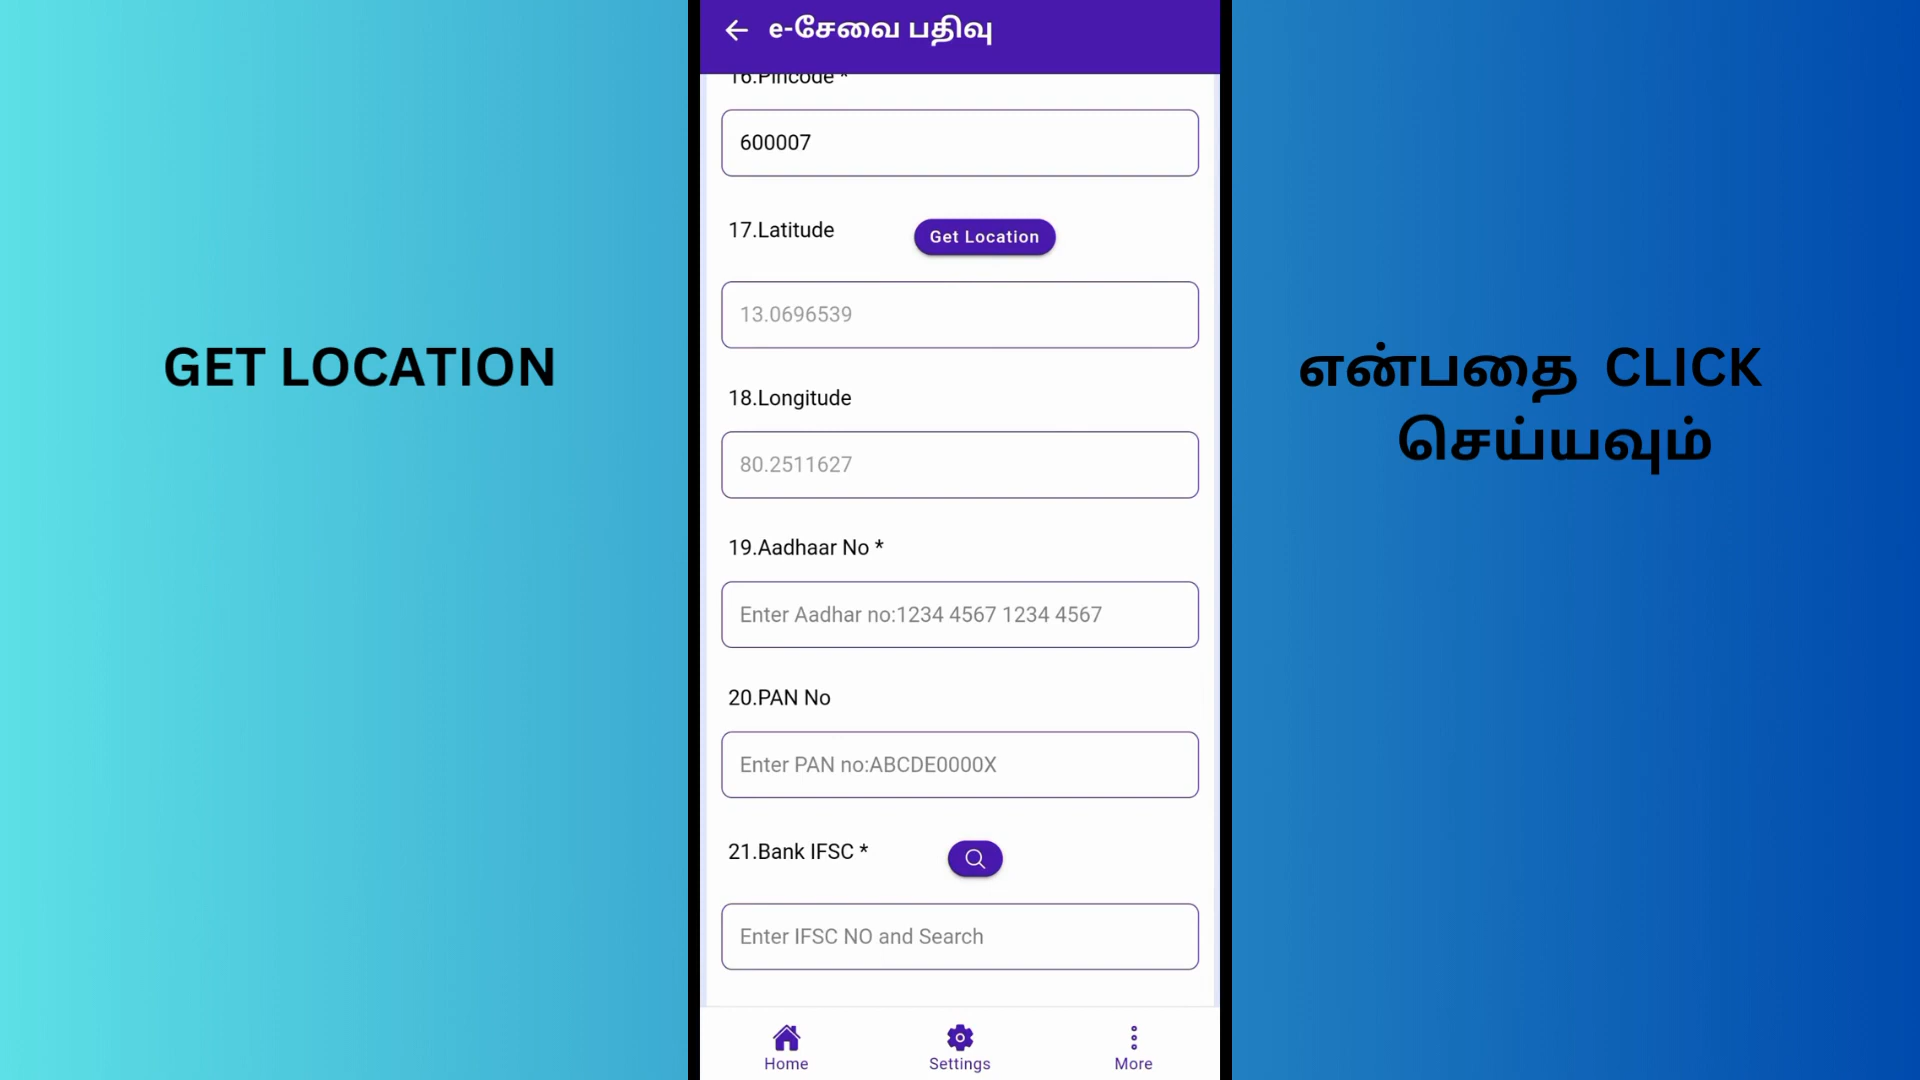 e-சேவை பதிவு
16.Pincode *
600007
17.Latitude
Get Location
13.0696539
GET LOCATION
என்பதை CLICK
செய்யவும்
18.Longitude
80.2511627
19.Aadhaar No *
Enter Aadhar no:1234 4567 1234 4567
20.PAN No
Enter PAN no:ABCDE0000X
21.Bank IFSC *
Enter IFSC NO and Search
Home
Settings
More